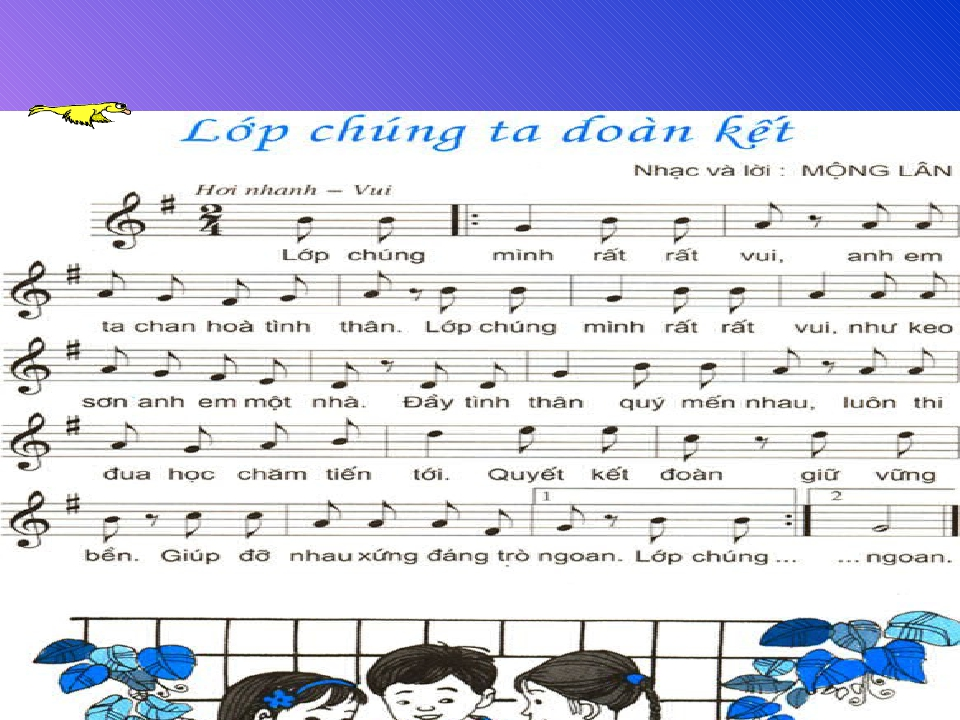 Lớp chúng ta đoàn kết
Nhạc và lời : MỘNG LÂN
Hơi nhanh – Vui
2
4
Lớp chúng mình rất rất vui, anh em
ta chan hoà tình thân. Lớp chúng mình rất rất vui, như keo
sơn anh em một nhà. Đầy tình thân quý mến nhau, luôn thi
đua học chăm tiến tới. Quyết kết đoàn giữ vững
1 2
bền. Giúp đỡ nhau xứng đáng trò ngoan. Lớp chúng ... ... ngoan.